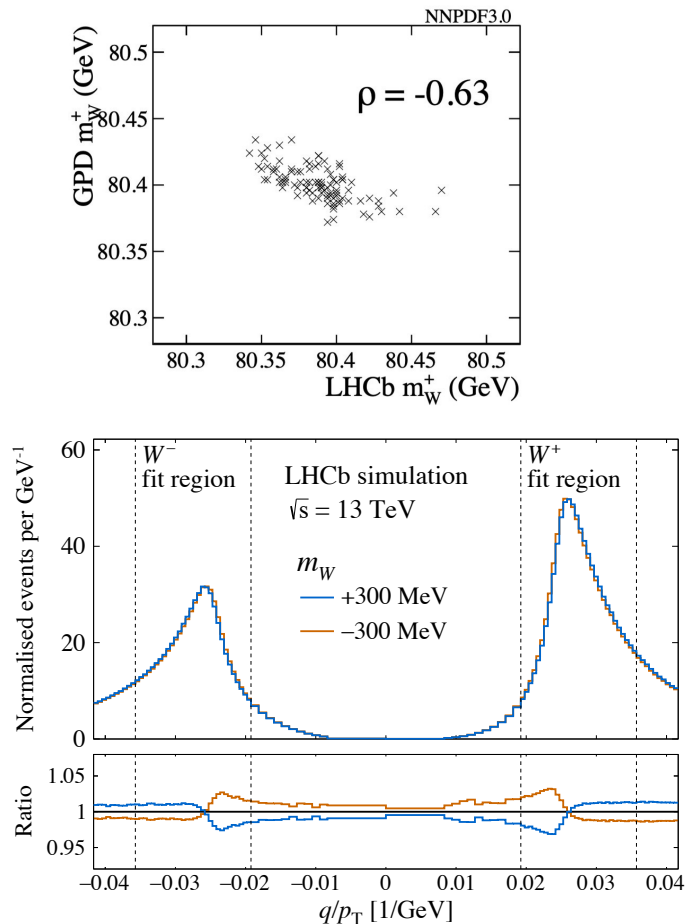 NNPDF3.0
GPD m_W^+ (GeV)
80.5
80.45
80.4
80.35
80.3
ρ = -0.63
80.3 80.35 80.4 80.45 80.5
LHCb m_W^+ (GeV)
Normalised events per GeV⁻¹
60
40
20
0
W⁻
fit region
LHCb simulation
√s = 13 TeV
m_W
+300 MeV
−300 MeV
W⁺
fit region
Ratio
1.05
1
0.95
−0.04 −0.03 −0.02 −0.01 0 0.01 0.02 0.03 0.04
q/p_T [1/GeV]